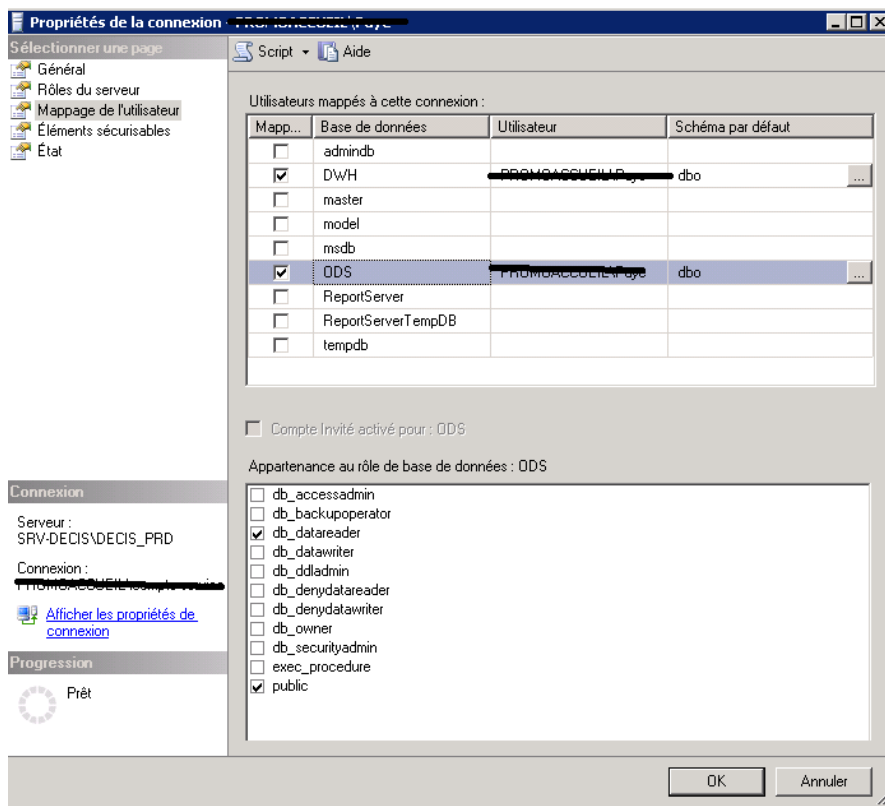 Propriétés de la connexion -
Sélectionner une page
Général
Rôles du serveur
Mappage de l'utilisateur
Éléments sécurisables
État
Script Aide
Utilisateurs mappés à cette connexion :
Mapp... Base de données Utilisateur Schéma par défaut
admindb
DWH dbo ...
master
model
msdb
ODS dbo ...
ReportServer
ReportServerTempDB
tempdb
Compte Invité activé pour : ODS
Appartenance au rôle de base de données : ODS
db_accessadmin
db_backupoperator
db_datareader
db_datawriter
db_ddladmin
db_denydatareader
db_denydatawriter
db_owner
db_securityadmin
exec_procedure
public
Connexion
Serveur :
SRV-DECIS\DECIS_PRD
Connexion :
Afficher les propriétés de
connexion
Progression
Prêt
OK Annuler